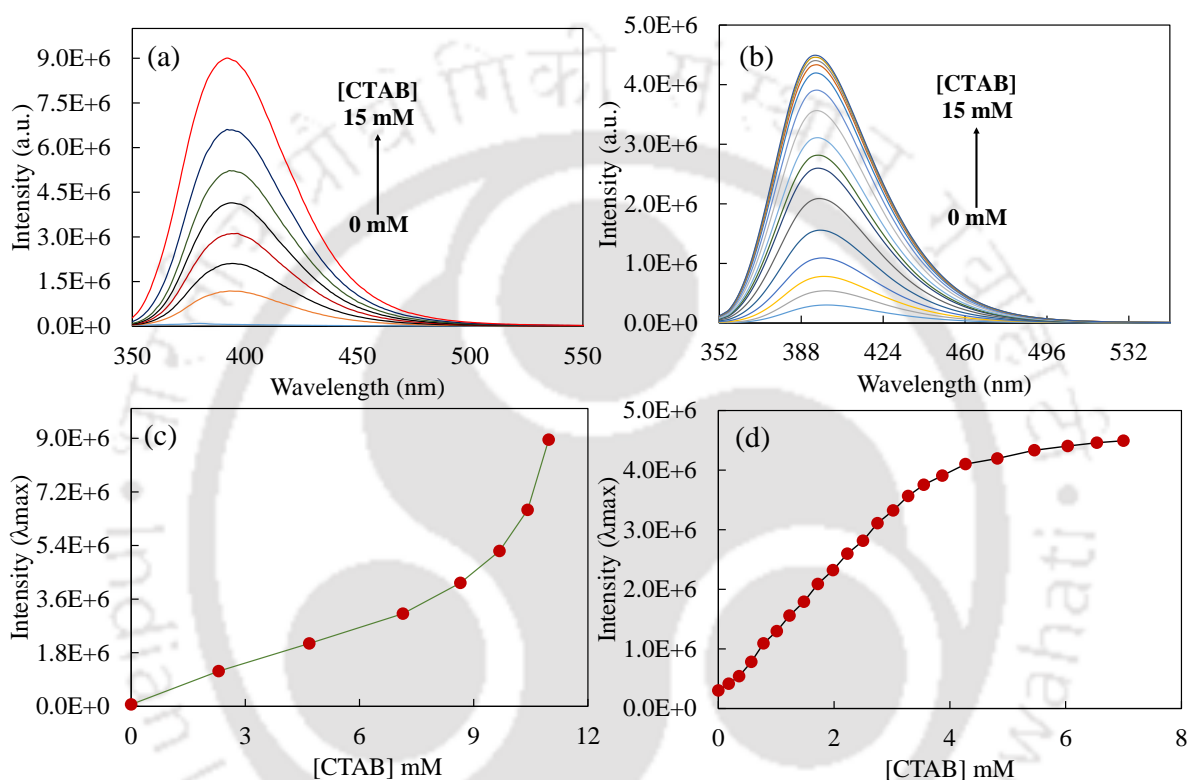 (a)
[CTAB]
15 mM
0 mM
Intensity (a.u.)
9.0E+6
7.5E+6
6.0E+6
4.5E+6
3.0E+6
1.5E+6
0.0E+0
350 400 450 500 550
Wavelength (nm)
(b)
[CTAB]
15 mM
0 mM
Intensity (a.u.)
5.0E+6
4.0E+6
3.0E+6
2.0E+6
1.0E+6
0.0E+0
352 388 424 460 496 532
Wavelength (nm)
(c)
Intensity (λmax)
9.0E+6
7.2E+6
5.4E+6
3.6E+6
1.8E+6
0.0E+0
0 3 6 9 12
[CTAB] mM
(d)
Intensity (λmax)
5.0E+6
4.0E+6
3.0E+6
2.0E+6
1.0E+6
0.0E+0
0 2 4 6 8
[CTAB] mM
Indian
wahati